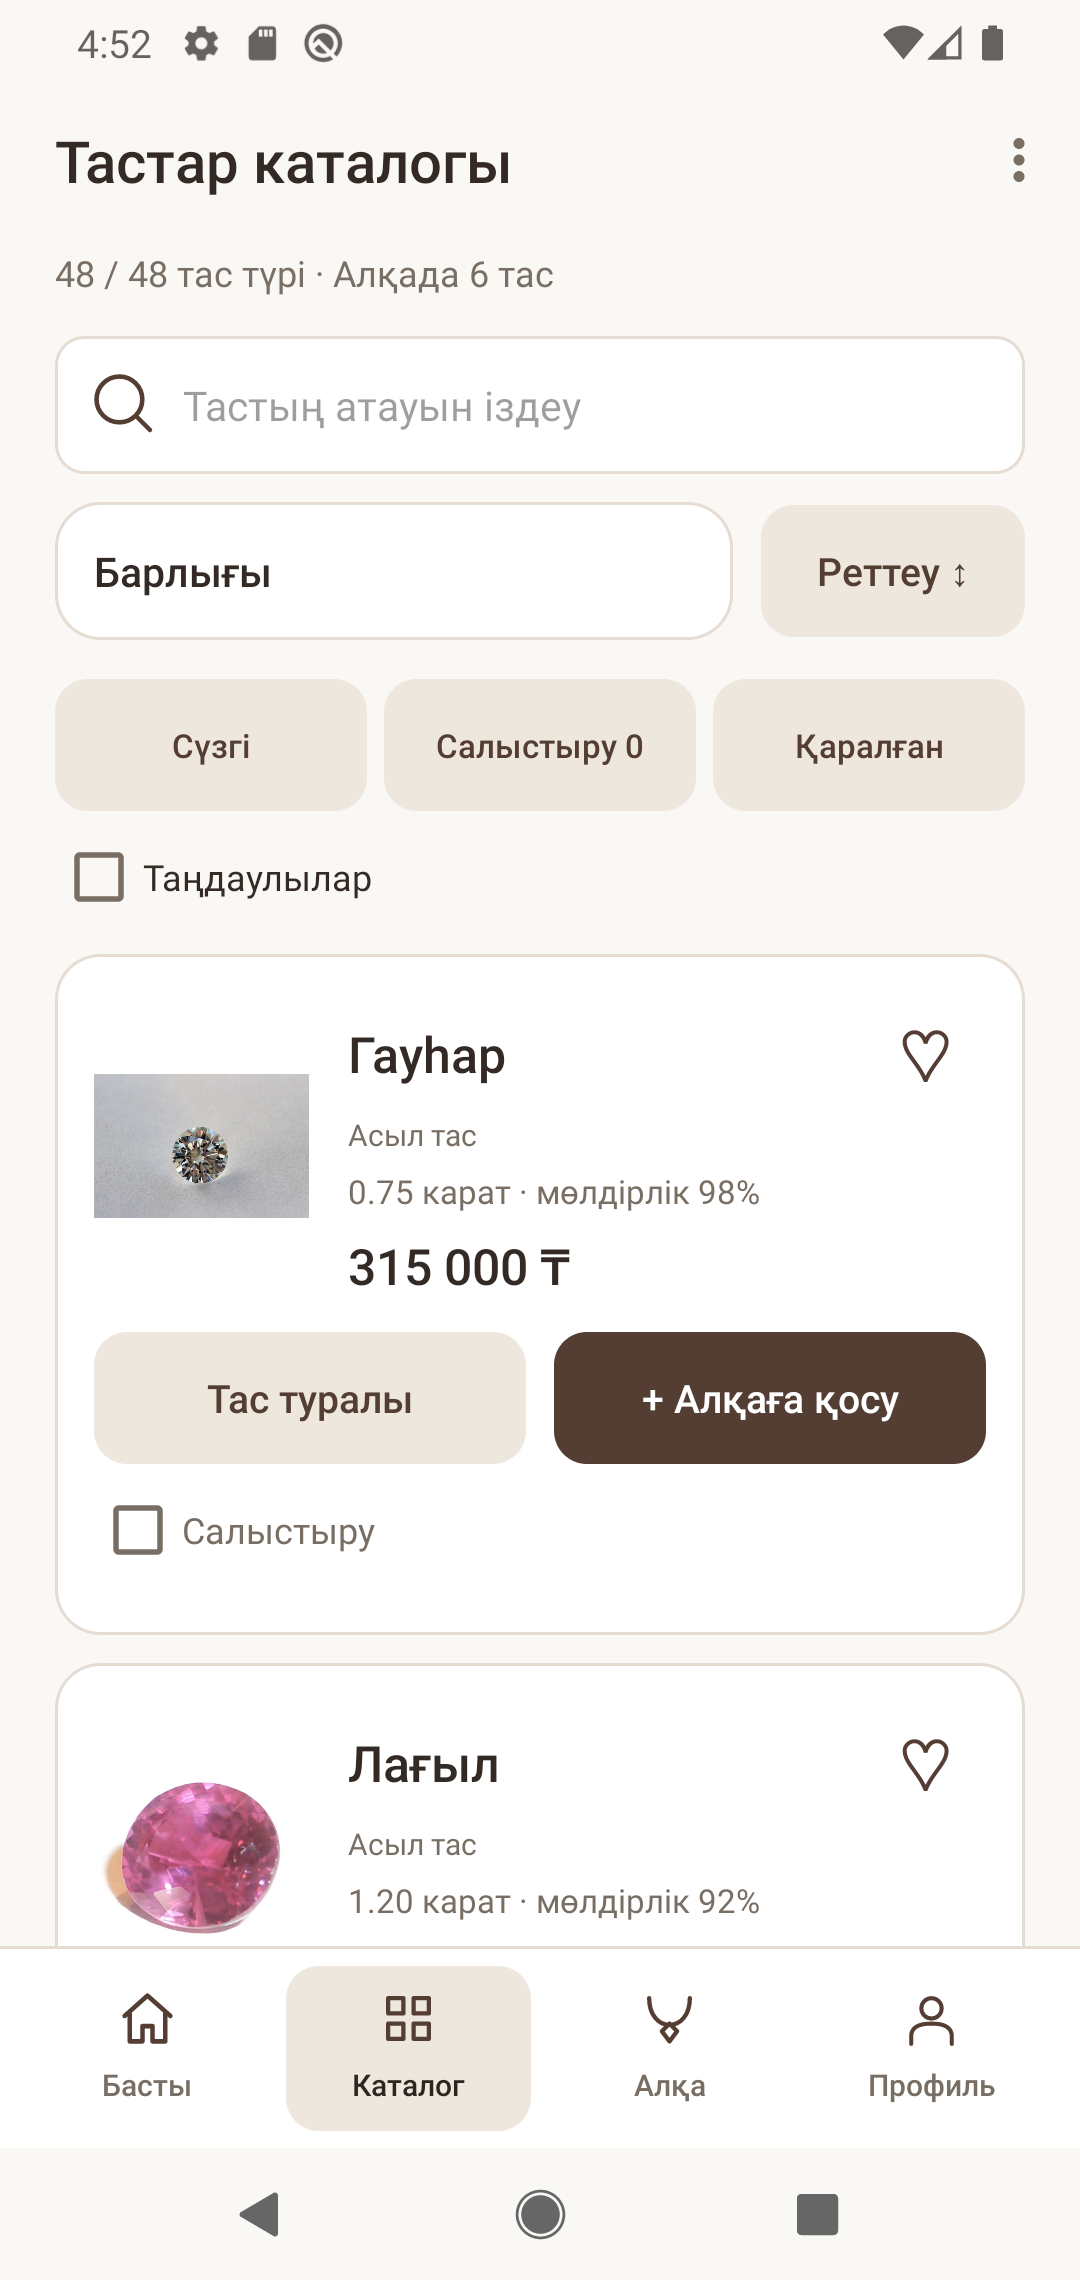 4:52
Тастар каталогы
48 / 48 тас түрі · Алқада 6 тас
Тастың атауын іздеу
Барлығы
Реттеу ↕
Сүзгі
Салыстыру 0
Қаралған
Таңдаулылар
Гауһар
Асыл тас
0.75 карат · мөлдірлік 98%
315 000 ₸
Тас туралы
+ Алқаға қосу
Салыстыру
Лағыл
Асыл тас
1.20 карат · мөлдірлік 92%
Басты
Каталог
Алқа
Профиль